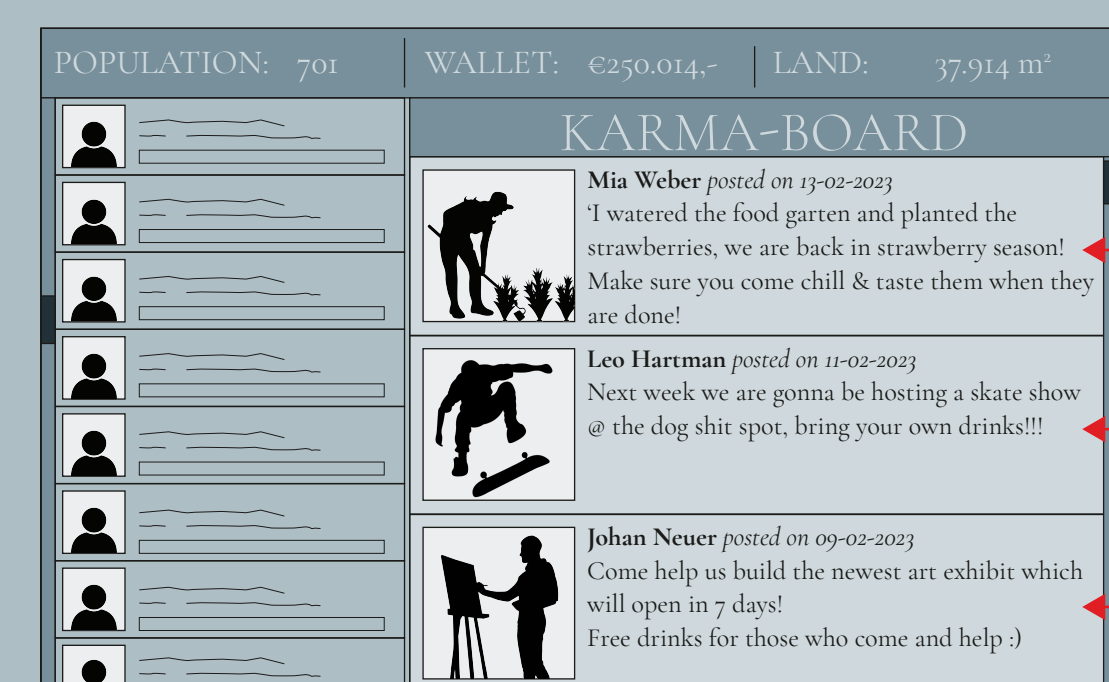 POPULATION: 701
WALLET: €250.014,-
LAND: 37.914 m²
KARMA-BOARD
Mia Weber posted on 13-02-2023
‘I watered the food garten and planted the
strawberries, we are back in strawberry season!
Make sure you come chill & taste them when they
are done!
Leo Hartman posted on 11-02-2023
Next week we are gonna be hosting a skate show
@ the dog shit spot, bring your own drinks!!!
Johan Neuer posted on 09-02-2023
Come help us build the newest art exhibit which
will open in 7 days!
Free drinks for those who come and help :)